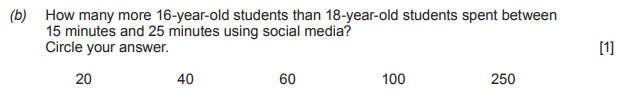 (b) How many more 16-year-old students than 18-year-old students spent between
15 minutes and 25 minutes using social media?
Circle your answer. [1]
20 40 60 100 250